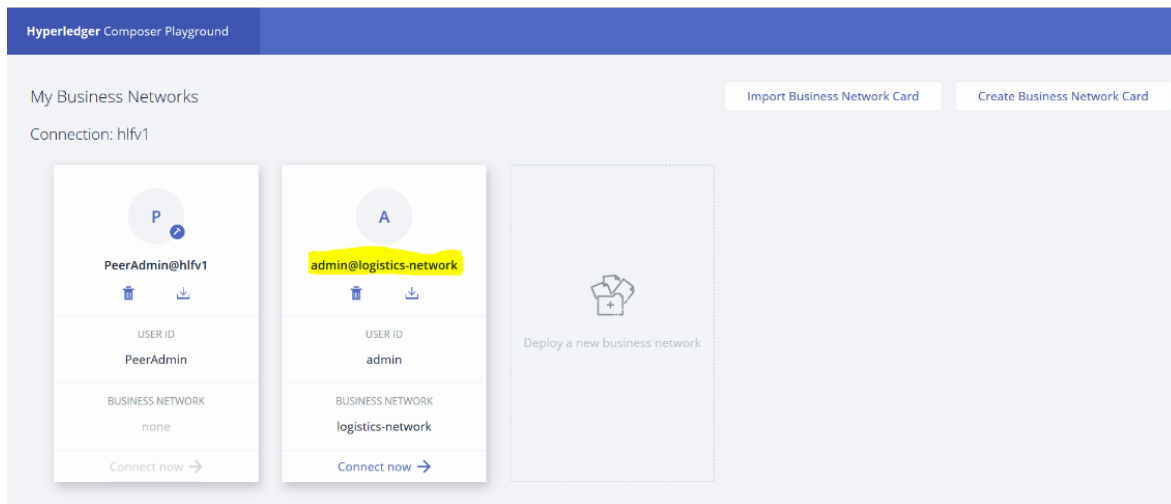 Hyperledger Composer Playground
My Business Networks
Import Business Network Card
Create Business Network Card
Connection: hlfv1
P
PeerAdmin@hlfv1
USER ID
PeerAdmin
BUSINESS NETWORK
none
Connect now →
A
admin@logistics-network
USER ID
admin
BUSINESS NETWORK
logistics-network
Connect now →
Deploy a new business network